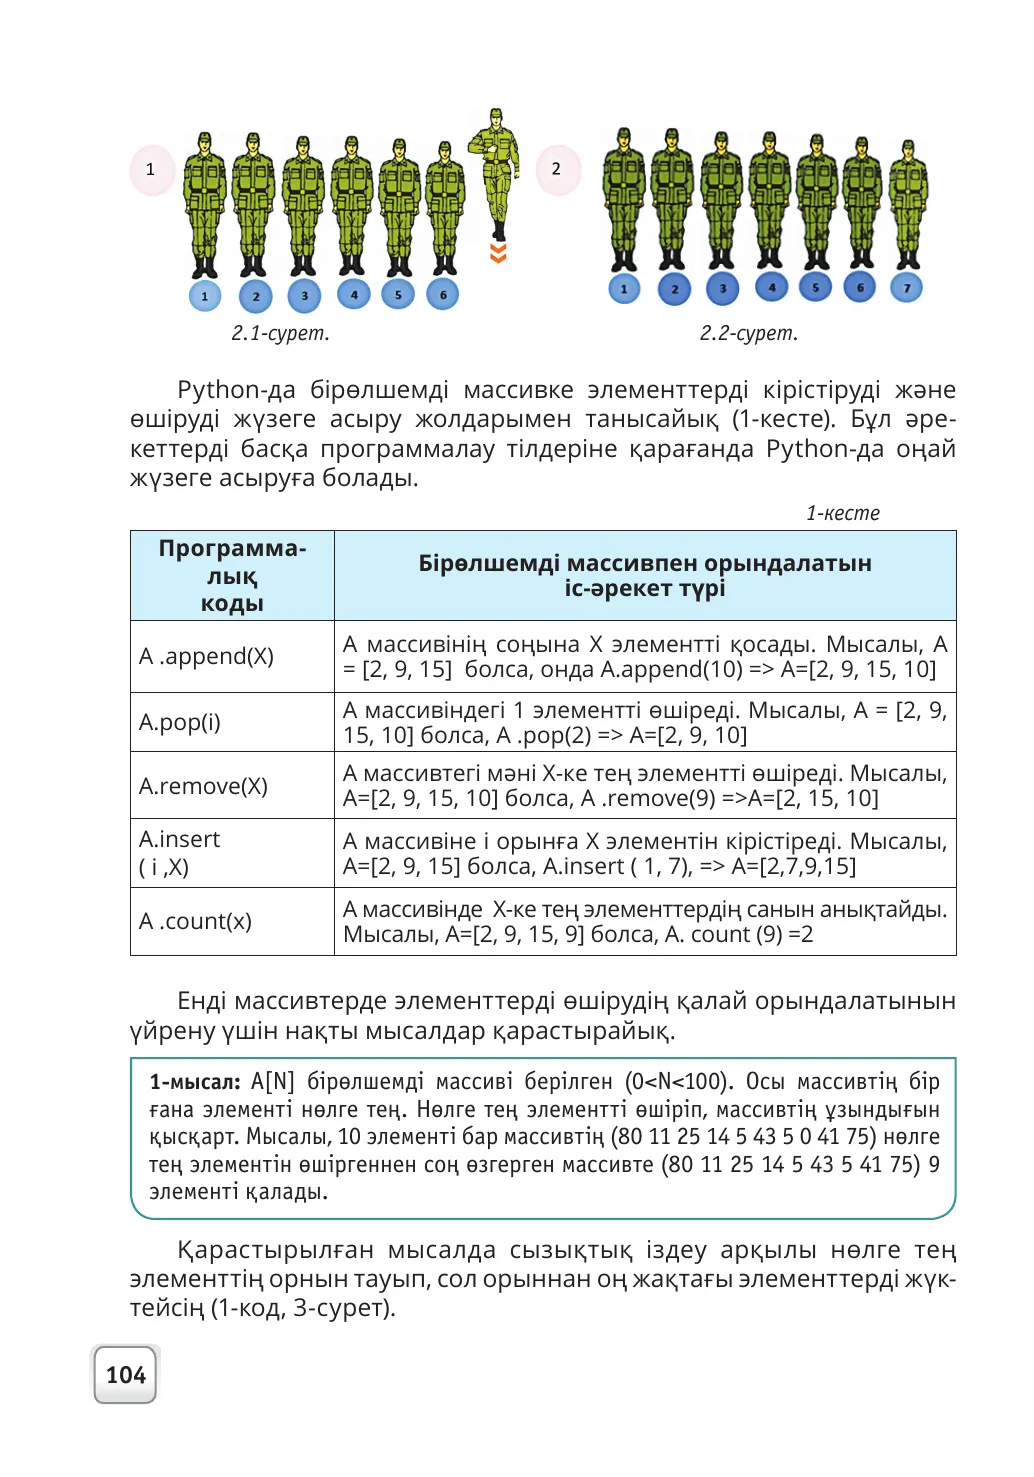 1
2
1 2 3 4 5 6
1 2 3 4 5 6 7
2.1-сурет.
2.2-сурет.
Python-да бірөлшемді массивке элементтерді кірістіруді және
өшіруді жүзеге асыру жолдарымен танысайық (1-кесте). Бұл әре-
кеттерді басқа программалау тілдеріне қарағанда Python-да оңай
жүзеге асыруға болады.
1-кесте
Программа-
лық
коды
Бірөлшемді массивпен орындалатын
іс-әрекет түрі
A .append(X)
А массивінің соңына X элементті қосады. Мысалы, A
= [2, 9, 15]  болса, онда A.append(10) => A=[2, 9, 15, 10]
A.pop(i)
А массивіндегі 1 элементті өшіреді. Мысалы, A = [2, 9,
15, 10] болса, A .pop(2) => A=[2, 9, 10]
A.remove(X)
А массивтегі мәні X-ке тең элементті өшіреді. Мысалы,
A=[2, 9, 15, 10] болса, A .remove(9) =>A=[2, 15, 10]
A.insert
( i ,X)
А массивіне i орынға X элементін кірістіреді. Мысалы,
A=[2, 9, 15] болса, A.insert ( 1, 7), => A=[2,7,9,15]
A .count(x)
А массивінде  X-ке тең элементтердің санын анықтайды.
Мысалы, A=[2, 9, 15, 9] болса, A. count (9) =2
Енді массивтерде элементтерді өшірудің қалай орындалатынын
үйрену үшін нақты мысалдар қарастырайық.
1-мысал: A[N] бірөлшемді массиві берілген (0<N<100). Осы массивтің бір
ғана элементі нөлге тең. Нөлге тең элементті өшіріп, массивтің ұзындығын
қысқарт. Мысалы, 10 элементі бар массивтің (80 11 25 14 5 43 5 0 41 75) нөлге
тең элементін өшіргеннен соң өзгерген массивте (80 11 25 14 5 43 5 41 75) 9
элементі қалады.
Қарастырылған мысалда сызықтық іздеу арқылы нөлге тең
элементтің орнын тауып, сол орыннан оң жақтағы элементтерді жүк-
тейсің (1-код, 3-сурет).
104